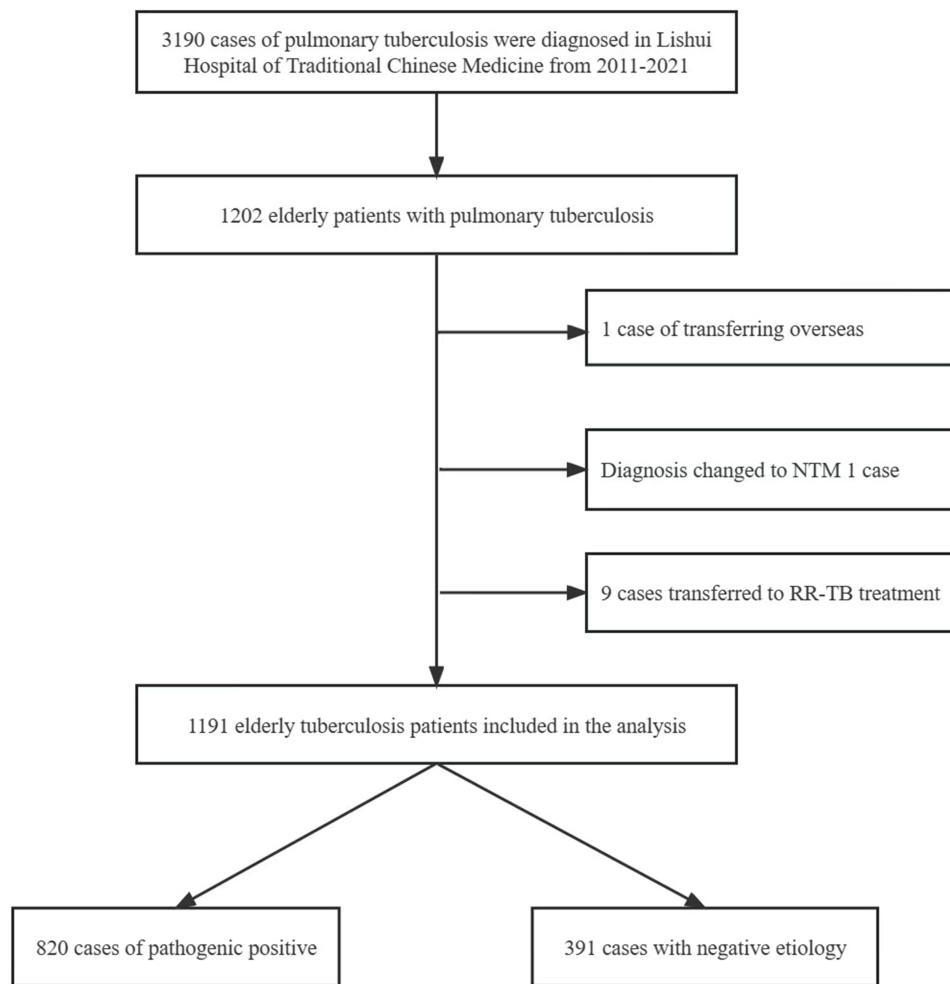 3190 cases of pulmonary tuberculosis were diagnosed in Lishui
Hospital of Traditional Chinese Medicine from 2011-2021
1202 elderly patients with pulmonary tuberculosis
1 case of transferring overseas
Diagnosis changed to NTM 1 case
9 cases transferred to RR-TB treatment
1191 elderly tuberculosis patients included in the analysis
820 cases of pathogenic positive
391 cases with negative etiology